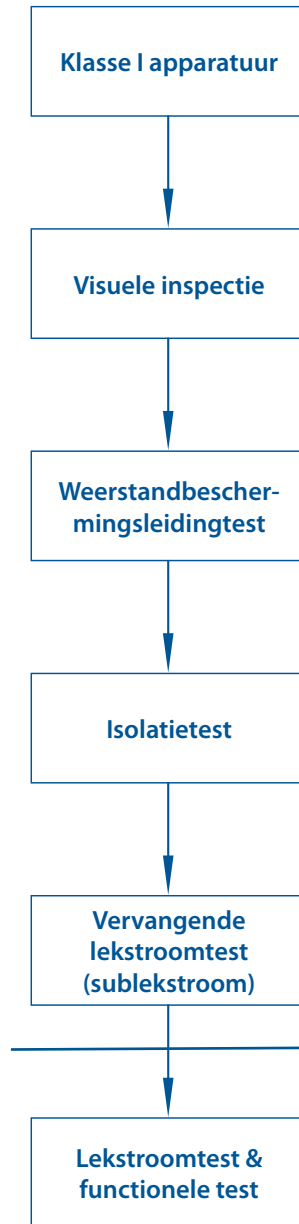 Klasse I apparatuur
Visuele inspectie
Weerstandbescher-
mingsleidingtest
Isolatietest
Vervangende
lekstroomtest
(sublekstroom)
Lekstroomtest &
functionele test